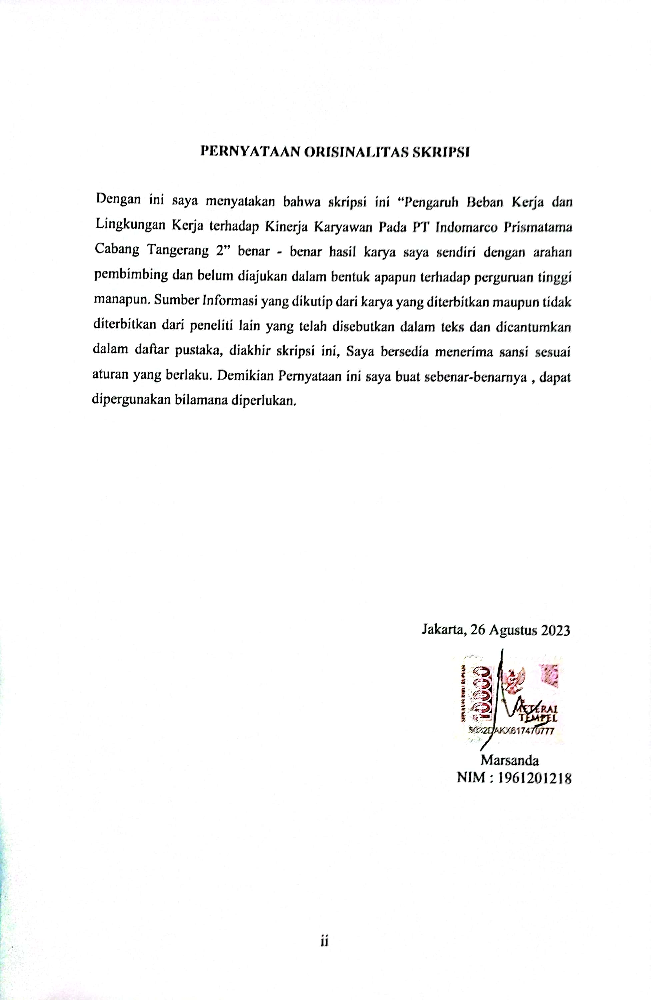 PERNYATAAN ORISINALITAS SKRIPSI
Dengan ini saya menyatakan bahwa skripsi ini “Pengaruh Beban Kerja dan
Lingkungan Kerja terhadap Kinerja Karyawan Pada PT Indomarco Prismatama
Cabang Tangerang 2” benar - benar hasil karya saya sendiri dengan arahan
pembimbing dan belum diajukan dalam bentuk apapun terhadap perguruan tinggi
manapun. Sumber Informasi yang dikutip dari karya yang diterbitkan maupun tidak
diterbitkan dari peneliti lain yang telah disebutkan dalam teks dan dicantumkan
dalam daftar pustaka, diakhir skripsi ini, Saya bersedia menerima sansi sesuai
aturan yang berlaku. Demikian Pernyataan ini saya buat sebenar-benarnya , dapat
dipergunakan bilamana diperlukan.
Jakarta, 26 Agustus 2023
10000
METERAI
TEMPEL
Marsanda
NIM : 1961201218
ii